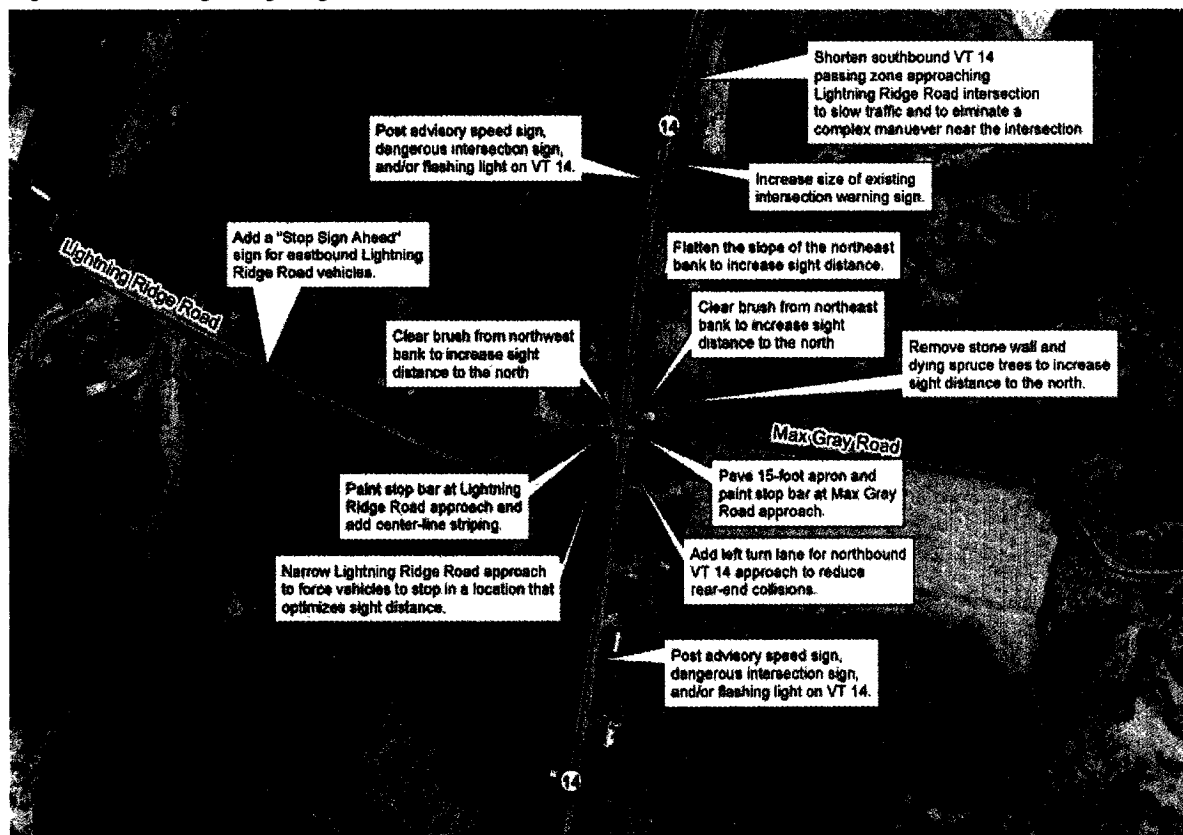 Shorten southbound VT 14
passing zone approaching
Lightning Ridge Road intersection
to slow traffic and to eliminate a
complex manuever near the intersection
14
Post advisory speed sign,
dangerous intersection sign,
and/or flashing light on VT 14.
Increase size of existing
intersection warning sign.
Add a "Stop Sign Ahead"
sign for eastbound Lightning
Ridge Road vehicles.
Lightning Ridge Road
Flatten the slope of the northeast
bank to increase sight distance.
Clear brush from northwest
bank to increase sight
distance to the north
Clear brush from northeast
bank to increase sight
distance to the north
Remove stone wall and
dying spruce trees to increase
sight distance to the north.
Max Gray Road
Paint stop bar at Lightning
Ridge Road approach and
add center-line striping.
Pave 15-foot apron and
paint stop bar at Max Gray
Road approach.
Narrow Lightning Ridge Road approach
to force vehicles to stop in a location that
optimizes sight distance.
Add left turn lane for northbound
VT 14 approach to reduce
rear-end collisions.
Post advisory speed sign,
dangerous intersection sign,
and/or flashing light on VT 14.
14